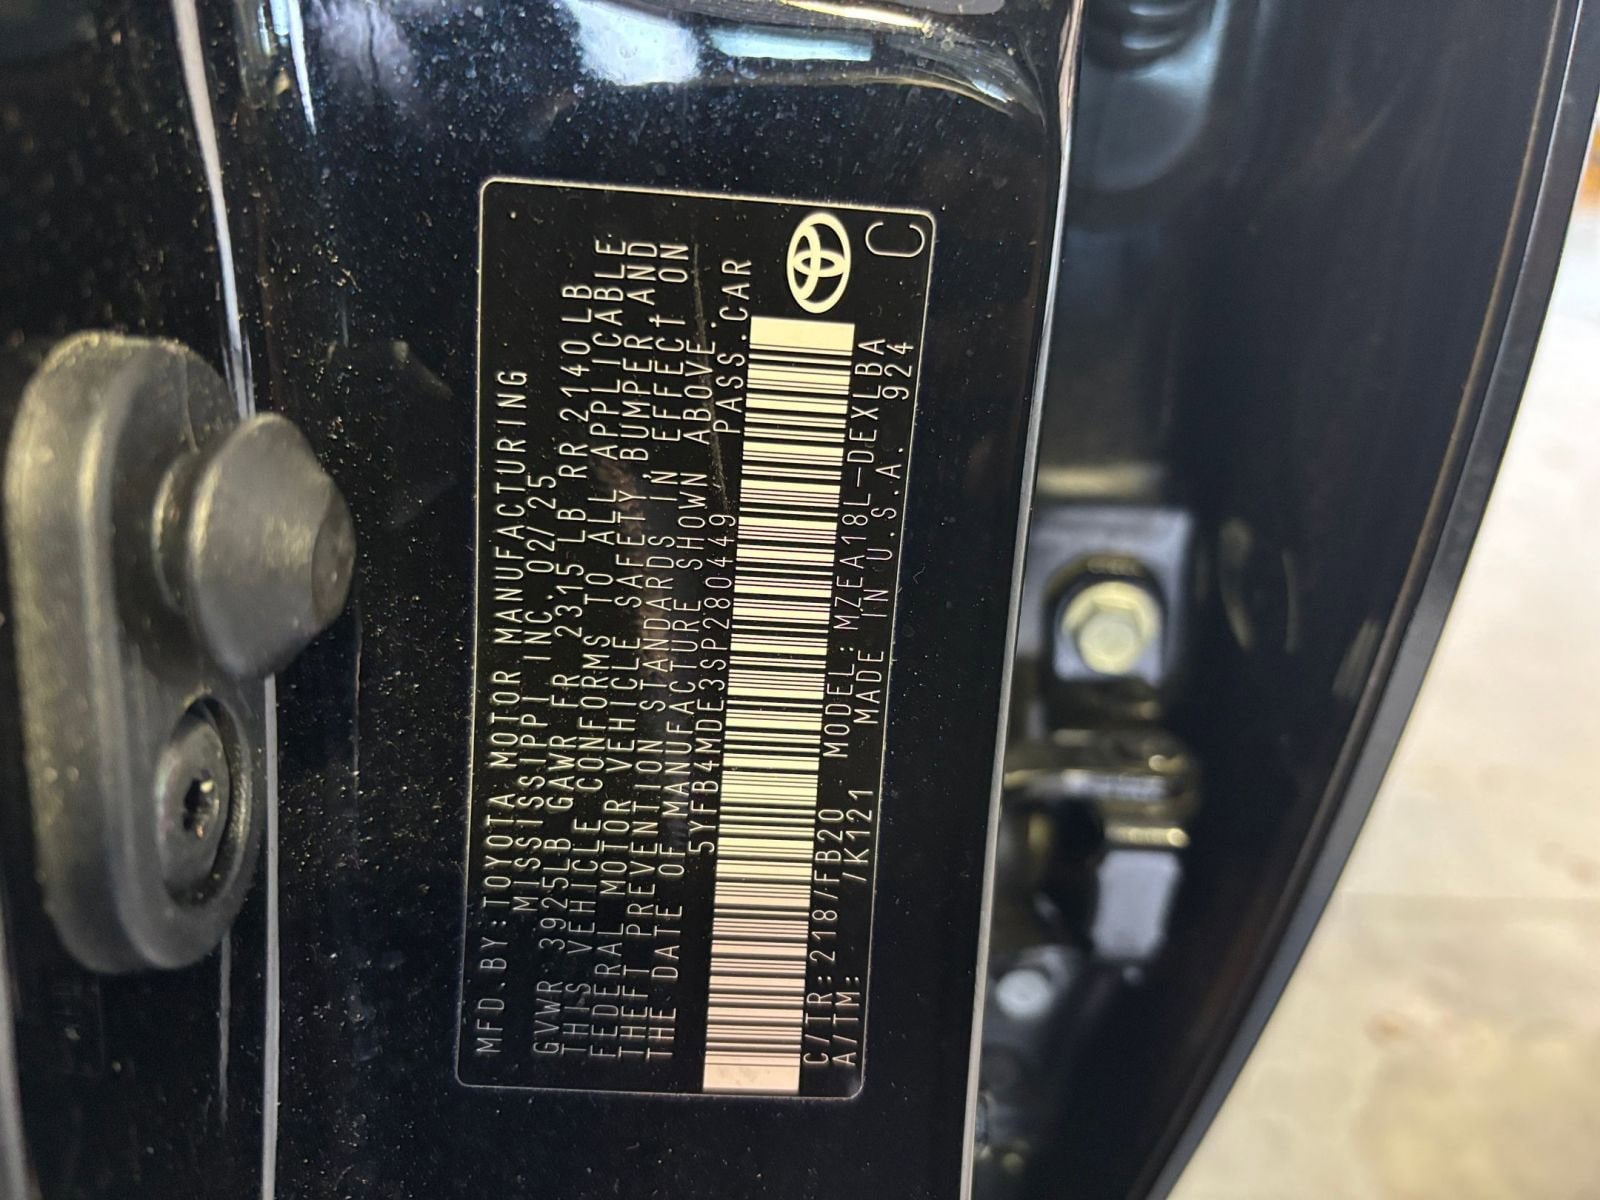 MFD.BY:TOYOTA MOTOR MANUFACTURING
MISSISSIPPI INC. 02/25
GVWR 3925LB GAWR FR 2315 LB RR 2140LB
THIS VEHICLE CONFORMS TO ALL APPLICABLE
FEDERAL MOTOR VEHICLE SAFETY, BUMPER AND
THEFT PREVENTION STANDARDS IN EFFECT ON
THE DATE OF MANUFACTURE SHOWN ABOVE.
5YFB4MDE3SP280449 PASS.CAR
C/TR:218/FB20 MODEL:MZEA18L-DEXLBA
A/TM: /K121 MADE IN U.S.A. 924
C